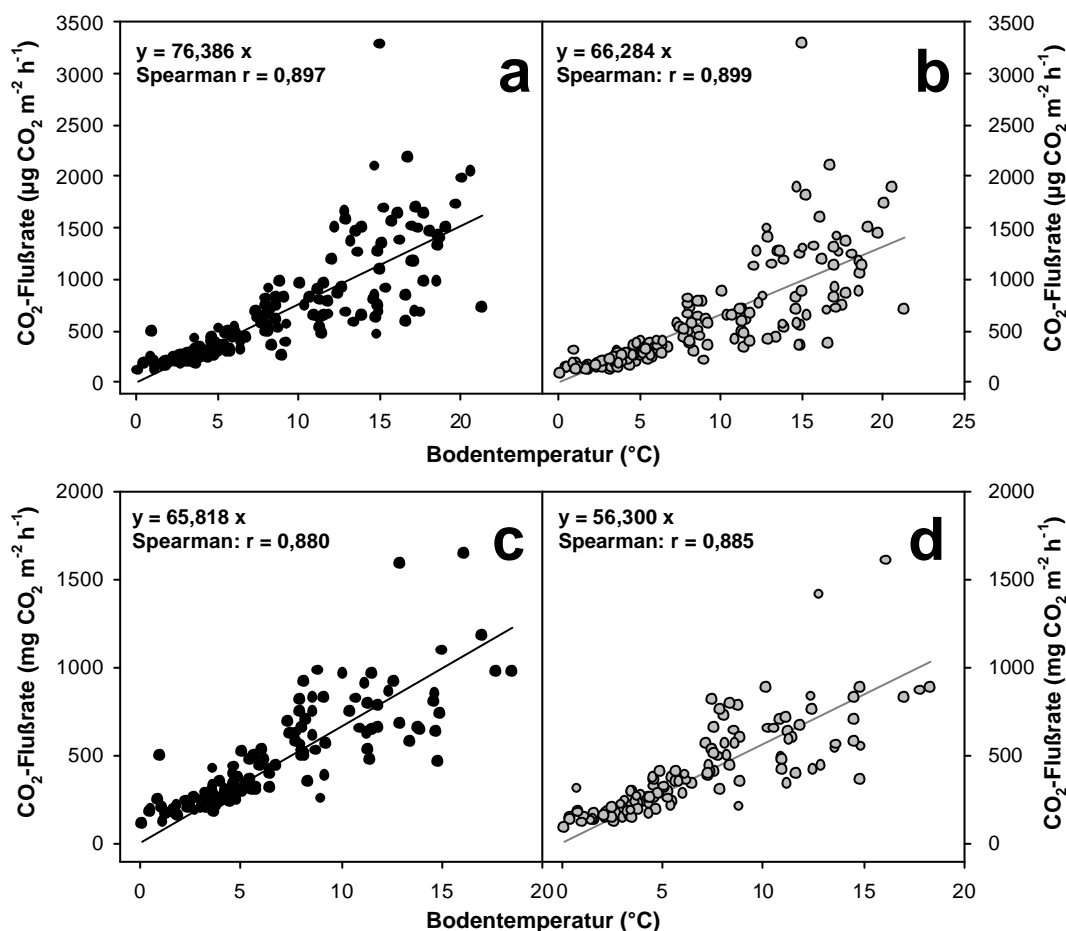 3500
3000
2500
2000
1500
1000
500
0
CO₂-Flußrate (µg CO₂ m⁻² h⁻¹)
y = 76,386 x
Spearman r = 0,897
a
y = 66,284 x
Spearman: r = 0,899
b
3500
3000
2500
2000
1500
1000
500
0
CO₂-Flußrate (µg CO₂ m⁻² h⁻¹)
0 5 10 15 20 0 5 10 15 20 25
Bodentemperatur (°C)
2000
1500
1000
500
0
CO₂-Flußrate (mg CO₂ m⁻² h⁻¹)
y = 65,818 x
Spearman: r = 0,880
c
y = 56,300 x
Spearman: r = 0,885
d
2000
1500
1000
500
0
CO₂-Flußrate (mg CO₂ m⁻² h⁻¹)
0 5 10 15 200 5 10 15 20
Bodentemperatur (°C)